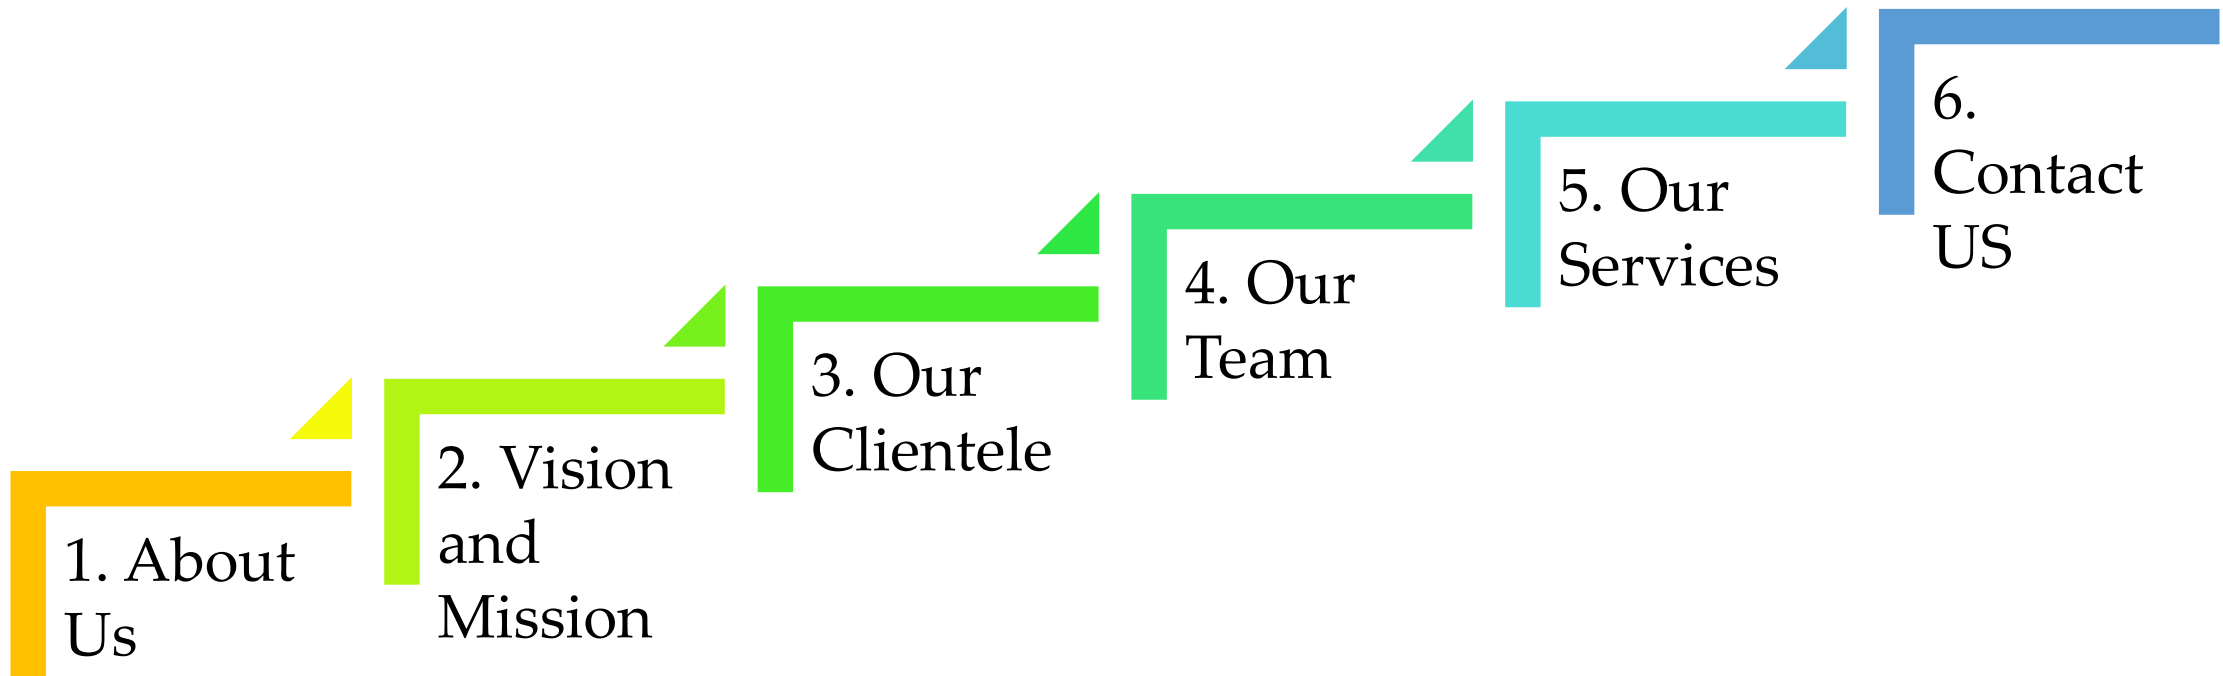 1. About
Us
2. Vision
and
Mission
3. Our
Clientele
4. Our
Team
5. Our
Services
6.
Contact
US